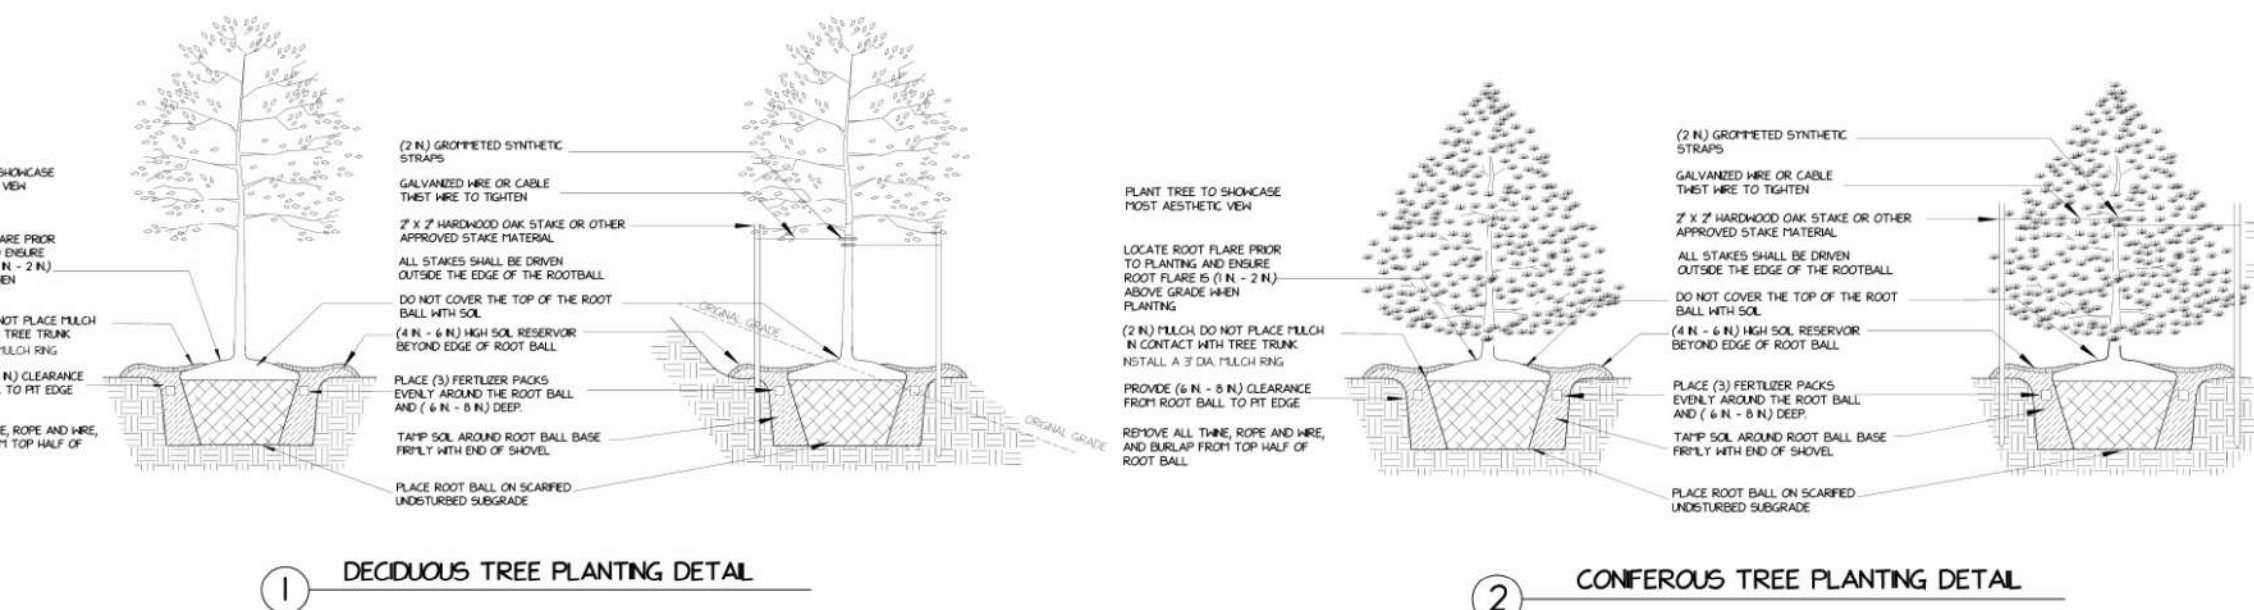 SHOWCASE
VIEW
ARE PRIOR
ENSURE
IN. - 2 IN.)
NOT PLACE MULCH
TREE TRUNK
MULCH RING
IN.) CLEARANCE
TO PIT EDGE
E, ROPE AND WIRE,
TOP HALF OF
(2 IN.) GROMMETED SYNTHETIC
STRAPS
GALVANIZED WIRE OR CABLE
TWIST WIRE TO TIGHTEN
2" X 2" HARDWOOD OAK STAKE OR OTHER
APPROVED STAKE MATERIAL
ALL STAKES SHALL BE DRIVEN
OUTSIDE THE EDGE OF THE ROOTBALL
DO NOT COVER THE TOP OF THE ROOT
BALL WITH SOIL
(4 IN. - 6 IN.) HIGH SOIL RESERVOIR
BEYOND EDGE OF ROOT BALL
PLACE (3) FERTILIZER PACKS
EVENLY AROUND THE ROOT BALL
AND ( 6 IN. - 8 IN.) DEEP.
TAMP SOIL AROUND ROOT BALL BASE
FIRMLY WITH END OF SHOVEL
PLACE ROOT BALL ON SCARIFIED
UNDISTURBED SUBGRADE
ORIGINAL GRADE
ORIGINAL GRADE
1
DECIDUOUS TREE PLANTING DETAIL
PLANT TREE TO SHOWCASE
MOST AESTHETIC VIEW
LOCATE ROOT FLARE PRIOR
TO PLANTING AND ENSURE
ROOT FLARE IS (1 IN. - 2 IN.)
ABOVE GRADE WHEN
PLANTING
(2 IN.) MULCH. DO NOT PLACE MULCH
IN CONTACT WITH TREE TRUNK
INSTALL A 3' DIA. MULCH RING
PROVIDE (6 IN. - 8 IN.) CLEARANCE
FROM ROOT BALL TO PIT EDGE
REMOVE ALL TWINE, ROPE AND WIRE,
AND BURLAP FROM TOP HALF OF
ROOT BALL
(2 IN.) GROMMETED SYNTHETIC
STRAPS
GALVANIZED WIRE OR CABLE
TWIST WIRE TO TIGHTEN
2" X 2" HARDWOOD OAK STAKE OR OTHER
APPROVED STAKE MATERIAL
ALL STAKES SHALL BE DRIVEN
OUTSIDE THE EDGE OF THE ROOTBALL
DO NOT COVER THE TOP OF THE ROOT
BALL WITH SOIL
(4 IN. - 6 IN.) HIGH SOIL RESERVOIR
BEYOND EDGE OF ROOT BALL
PLACE (3) FERTILIZER PACKS
EVENLY AROUND THE ROOT BALL
AND ( 6 IN. - 8 IN.) DEEP.
TAMP SOIL AROUND ROOT BALL BASE
FIRMLY WITH END OF SHOVEL
PLACE ROOT BALL ON SCARIFIED
UNDISTURBED SUBGRADE
2
CONIFEROUS TREE PLANTING DETAIL